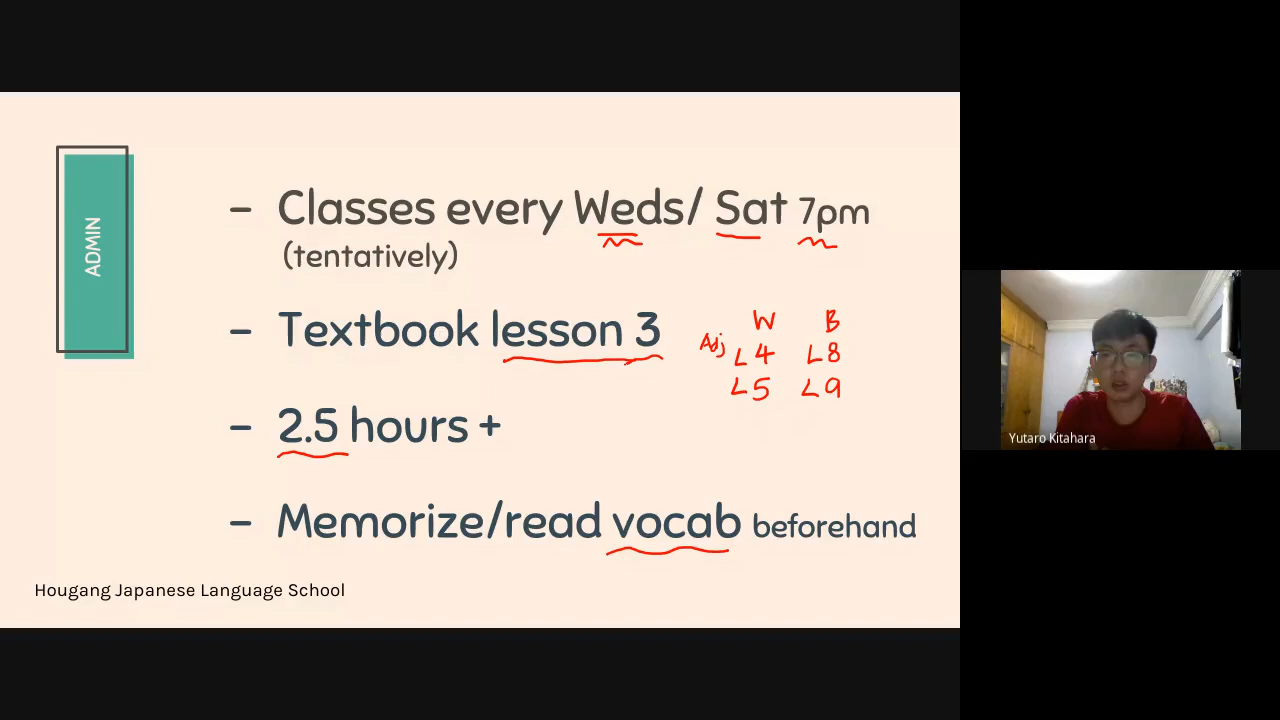 ADMIN
– Classes every Weds/ Sat 7pm
(tentatively)
– Textbook lesson 3
W B
Adj L4 L8
L5 L9
– 2.5 hours +
– Memorize/read vocab beforehand
Hougang Japanese Language School
Yutaro Kitahara